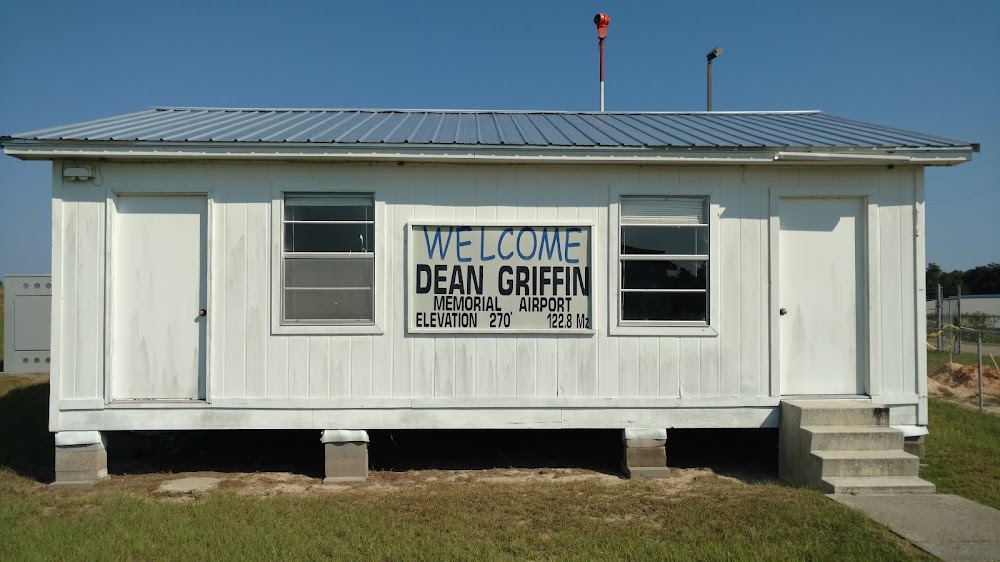 WELCOME
DEAN GRIFFIN
MEMORIAL AIRPORT
ELEVATION 270' 122.8 Mz